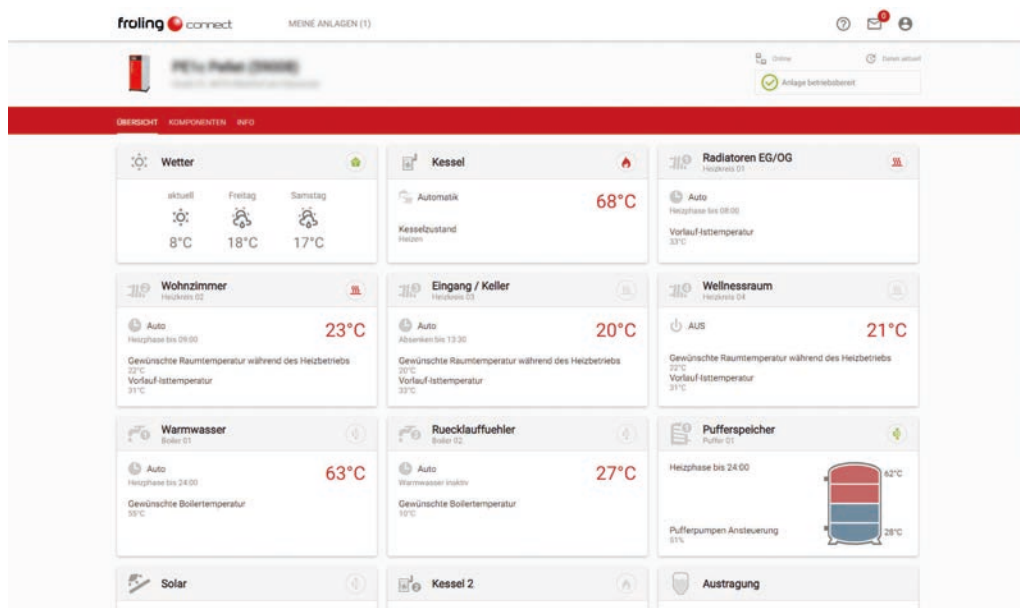 froling connect
MEINE ANLAGEN (1)
0
Online
Daten aktuell
Anlage betriebsbereit
ÜBERSICHT KOMPONENTEN INFO
Wetter
aktuell Freitag Samstag
8°C 18°C 17°C
Kessel
Automatik
68°C
Kesselzustand
Heizen
Radiatoren EG/OG
Heizkreis 01
Auto
Heizphase bis 08:00
Vorlauf-Isttemperatur
33°C
Wohnzimmer
Heizkreis 02
Auto
Heizphase bis 09:00
23°C
Gewünschte Raumtemperatur während des Heizbetriebs
22°C
Vorlauf-Isttemperatur
31°C
Eingang / Keller
Heizkreis 03
Auto
Absenken bis 13:30
20°C
Gewünschte Raumtemperatur während des Heizbetriebs
20°C
Vorlauf-Isttemperatur
33°C
Wellnessraum
Heizkreis 04
AUS
21°C
Gewünschte Raumtemperatur während des Heizbetriebs
22°C
Vorlauf-Isttemperatur
31°C
Warmwasser
Boiler 01
Auto
Heizphase bis 24:00
63°C
Gewünschte Boilertemperatur
55°C
Ruecklauffuehler
Boiler 02
Auto
Warmwasser inaktiv
27°C
Gewünschte Boilertemperatur
10°C
Pufferspeicher
Puffer 01
Heizphase bis 24:00
62°C
Pufferpumpen Ansteuerung
51%
28°C
Solar
Kessel 2
Austragung